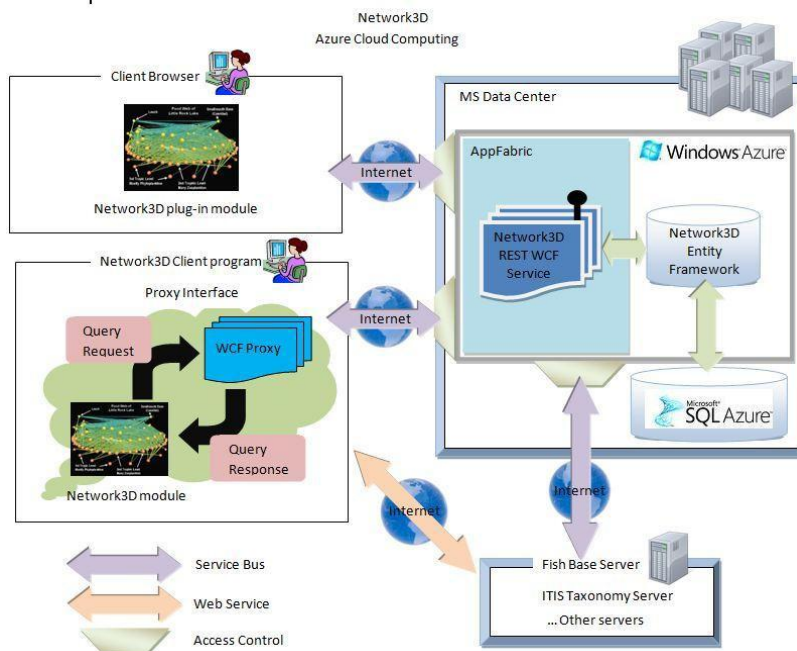 Network3D
Azure Cloud Computing
Client Browser
Network3D plug-in module
Internet
MS Data Center
AppFabric
Windows Azure
Network3D
REST WCF
Service
Network3D
Entity
Framework
Microsoft®
SQL Azure
Network3D Client program
Proxy Interface
Query
Request
WCF Proxy
Query
Response
Network3D module
Internet
Internet
Internet
Fish Base Server
ITIS Taxonomy Server
...Other servers
Service Bus
Web Service
Access Control